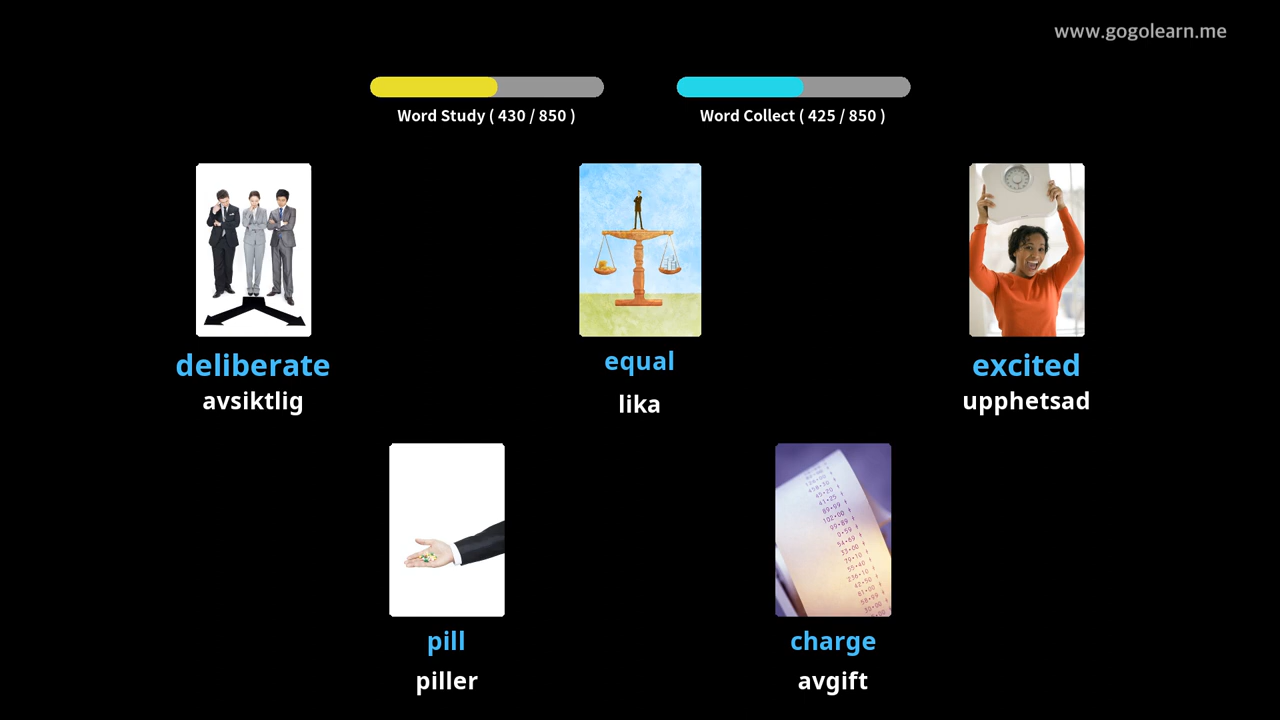 www.gogolearn.me
Word Study ( 430 / 850 )
Word Collect ( 425 / 850 )
deliberate
avsiktlig
equal
lika
excited
upphetsad
pill
piller
charge
avgift